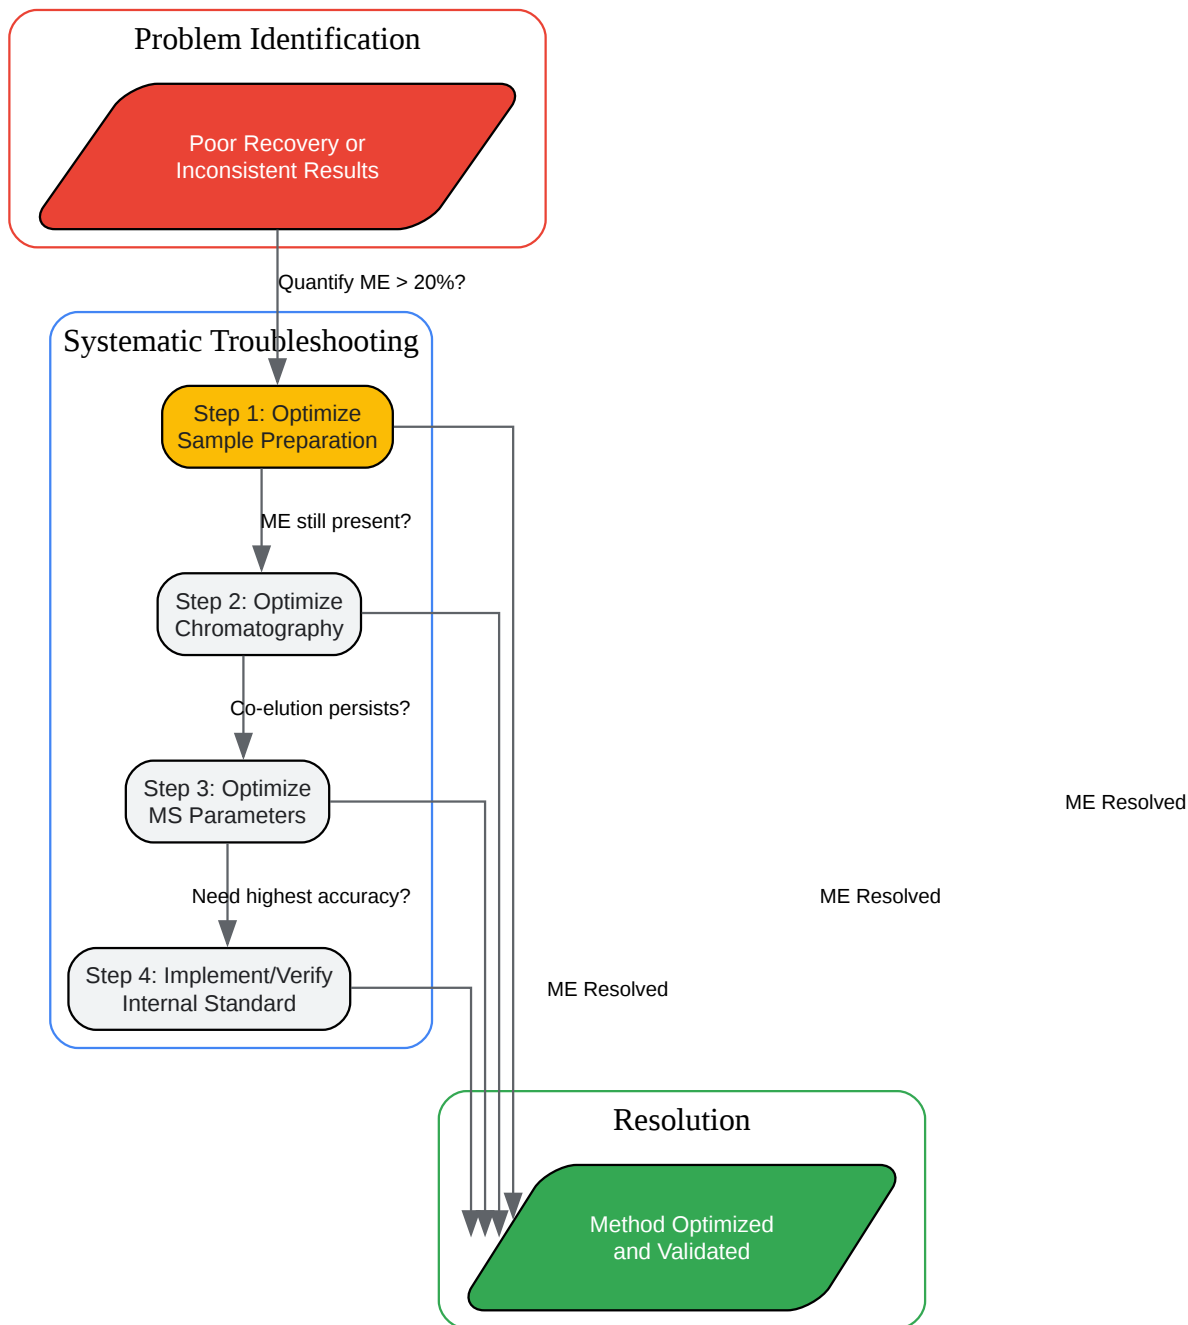 Problem Identification
Poor Recovery or
Inconsistent Results
Quantify ME > 20%?
Systematic Troubleshooting
Step 1: Optimize
Sample Preparation
ME still present?
Step 2: Optimize
Chromatography
Co-elution persists?
Step 3: Optimize
MS Parameters
ME Resolved
Need highest accuracy?
ME Resolved
Step 4: Implement/Verify
Internal Standard
ME Resolved
Resolution
Method Optimized
and Validated